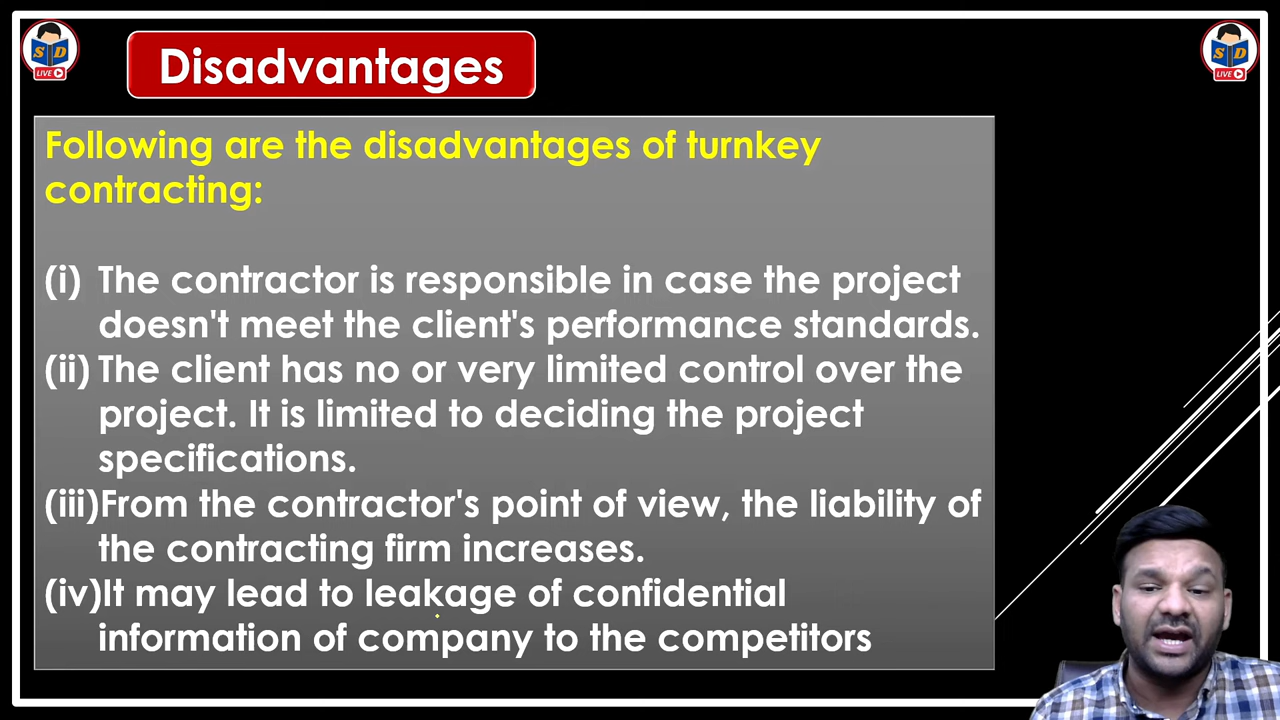 S D
LIVE
Disadvantages
S D
LIVE
Following are the disadvantages of turnkey
contracting:
(i) The contractor is responsible in case the project
doesn't meet the client's performance standards.
(ii) The client has no or very limited control over the
project. It is limited to deciding the project
specifications.
(iii)From the contractor's point of view, the liability of
the contracting firm increases.
(iv)It may lead to leakage of confidential
information of company to the competitors